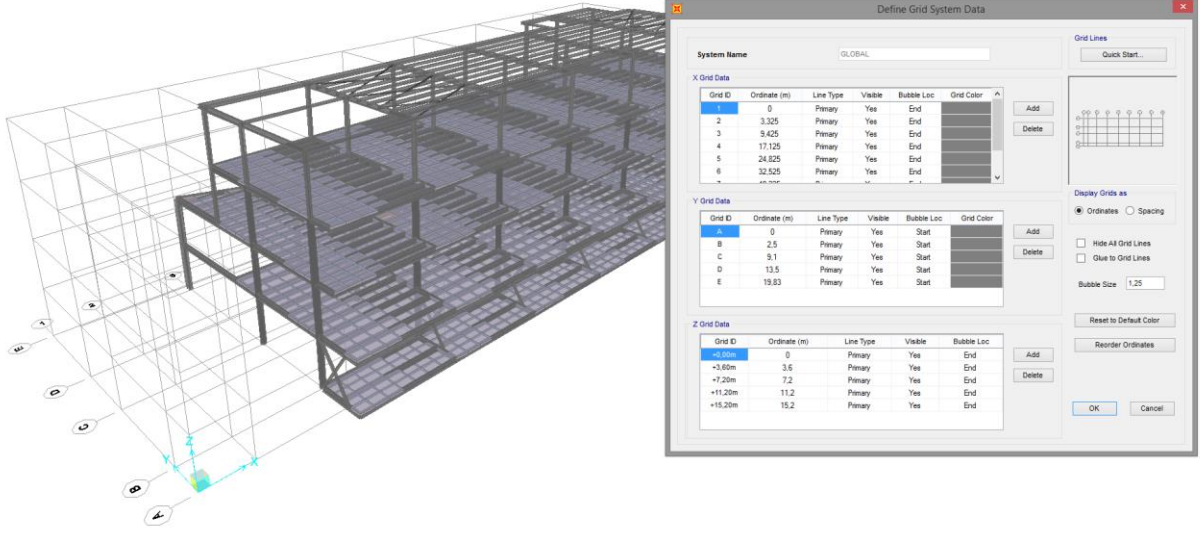 Define Grid System Data
System Name GLOBAL
Grid Lines
Quick Start...
X Grid Data
Grid ID Ordinate (m) Line Type Visible Bubble Loc Grid Color
1 0 Primary Yes End
2 3,325 Primary Yes End
3 9,425 Primary Yes End
4 17,125 Primary Yes End
5 24,825 Primary Yes End
6 32,525 Primary Yes End
Add
Delete
Y Grid Data
Grid ID Ordinate (m) Line Type Visible Bubble Loc Grid Color
A 0 Primary Yes Start
B 2,5 Primary Yes Start
C 9,1 Primary Yes Start
D 13,5 Primary Yes Start
E 19,83 Primary Yes Start
Add
Delete
Z Grid Data
Grid ID Ordinate (m) Line Type Visible Bubble Loc
+0,00m 0 Primary Yes End
+3,60m 3,6 Primary Yes End
+7,20m 7,2 Primary Yes End
+11,20m 11,2 Primary Yes End
+15,20m 15,2 Primary Yes End
Add
Delete
Display Grids as
Ordinates Spacing
Hide All Grid Lines
Glue to Grid Lines
Bubble Size 1,25
Reset to Default Color
Reorder Ordinates
OK Cancel
1
2
3
E
D
C
B
A
Z
Y
X